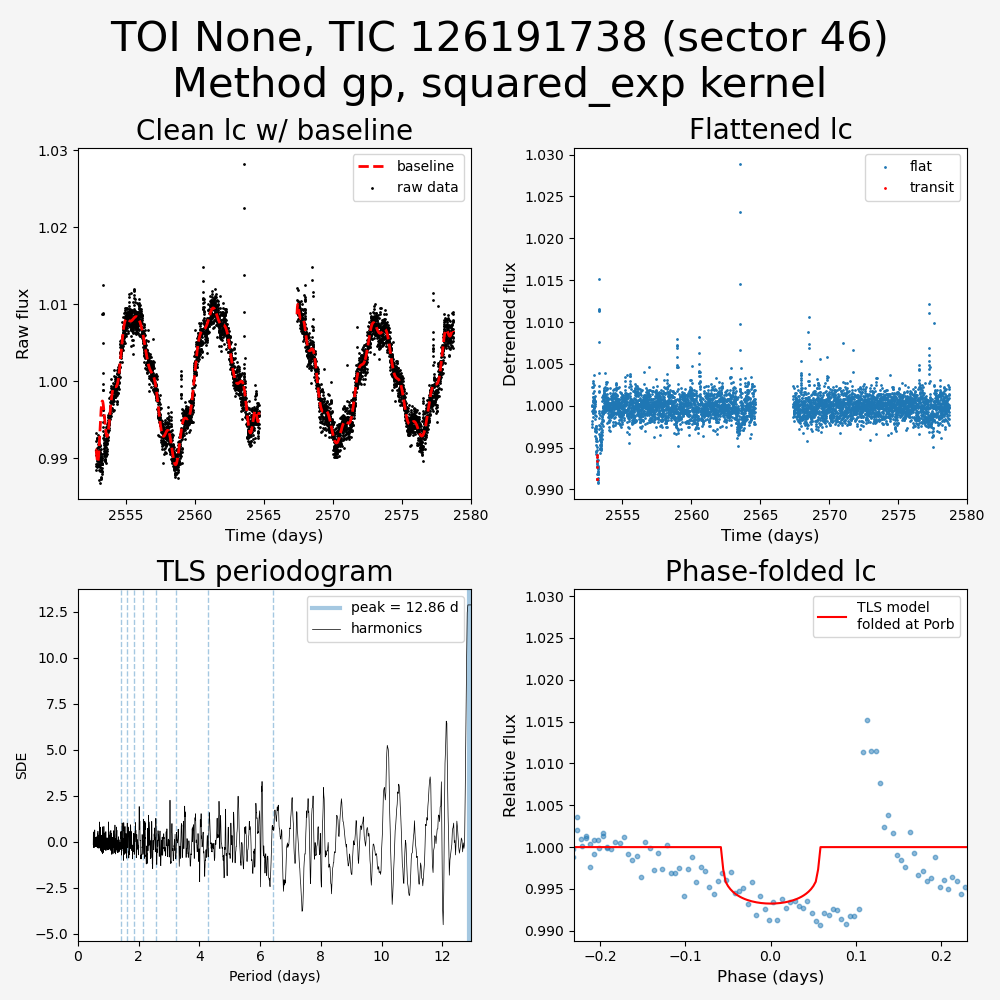 TOI None, TIC 126191738 (sector 46)
Method gp, squared_exp kernel
Clean lc w/ baseline
1.03
1.02
1.01
1.00
0.99
Raw flux
baseline
raw data
2555
2560
2565
2570
2575
2580
Time (days)
Flattened lc
1.030
1.025
1.020
1.015
1.010
1.005
1.000
0.995
0.990
Detrended flux
flat
transit
2555
2560
2565
2570
2575
2580
Time (days)
TLS periodogram
12.5
10.0
7.5
5.0
2.5
0.0
−2.5
−5.0
SDE
peak = 12.86 d
harmonics
0
2
4
6
8
10
12
Period (days)
Phase-folded lc
1.030
1.025
1.020
1.015
1.010
1.005
1.000
0.995
0.990
Relative flux
TLS model
folded at Porb
−0.2
−0.1
0.0
0.1
0.2
Phase (days)